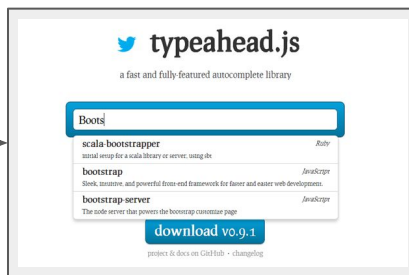 typeahead.js
a fast and fully-featured autocomplete library
Boots
scala-bootstrapper Ruby
initial setup for a scala library or server, using sbt
bootstrap JavaScript
Sleek, intuitive, and powerful front-end framework for faster and easier web development.
bootstrap-server JavaScript
The node server that powers the bootstrap customize page
download v0.9.1
project & docs on GitHub • changelog